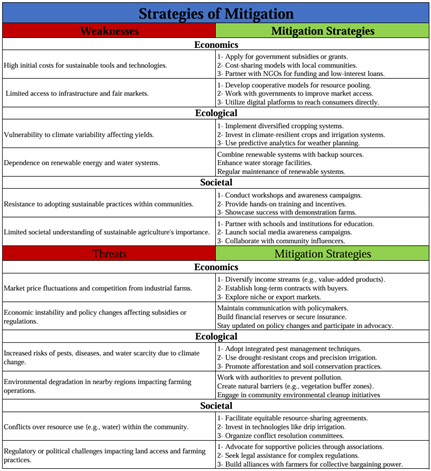 Strategies of Mitigation
Weaknesses
Mitigation Strategies
Economics
High initial costs for sustainable tools and technologies.
1- Apply for government subsidies or grants.
2- Cost-sharing models with local communities.
3- Partner with NGOs for funding and low-interest loans.
Limited access to infrastructure and fair markets.
1- Develop cooperative models for resource pooling.
2- Work with governments to improve market access.
3- Utilize digital platforms to reach consumers directly.
Ecological
Vulnerability to climate variability affecting yields.
1- Implement diversified cropping systems.
2- Invest in climate-resilient crops and irrigation systems.
3- Use predictive analytics for weather planning.
Dependence on renewable energy and water systems.
Combine renewable systems with backup sources.
Enhance water storage facilities.
Regular maintenance of renewable systems.
Societal
Resistance to adopting sustainable practices within communities.
1- Conduct workshops and awareness campaigns.
2- Provide hands-on training and incentives.
3- Showcase success with demonstration farms.
Limited societal understanding of sustainable agriculture's importance.
1- Partner with schools and institutions for education.
2- Launch social media awareness campaigns.
3- Collaborate with community influencers.
Threats
Mitigation Strategies
Economics
Market price fluctuations and competition from industrial farms.
1- Diversify income streams (e.g., value-added products).
2- Establish long-term contracts with buyers.
3- Explore niche or export markets.
Economic instability and policy changes affecting subsidies or
regulations.
Maintain communication with policymakers.
Build financial reserves or secure insurance.
Stay updated on policy changes and participate in advocacy.
Ecological
Increased risks of pests, diseases, and water scarcity due to climate
change.
1- Adopt integrated pest management techniques.
2- Use drought-resistant crops and precision irrigation.
3- Promote afforestation and soil conservation practices.
Environmental degradation in nearby regions impacting farming
operations.
Work with authorities to prevent pollution.
Create natural barriers (e.g., vegetation buffer zones).
Engage in community environmental cleanup initiatives
Societal
Conflicts over resource use (e.g., water) within the community.
1- Facilitate equitable resource-sharing agreements.
2- Invest in technologies like drip irrigation.
3- Organize conflict resolution committees.
Regulatory or political challenges impacting land access and farming
practices.
1- Advocate for supportive policies through associations.
2- Seek legal assistance for complex regulations.
3- Build alliances with farmers for collective bargaining power.